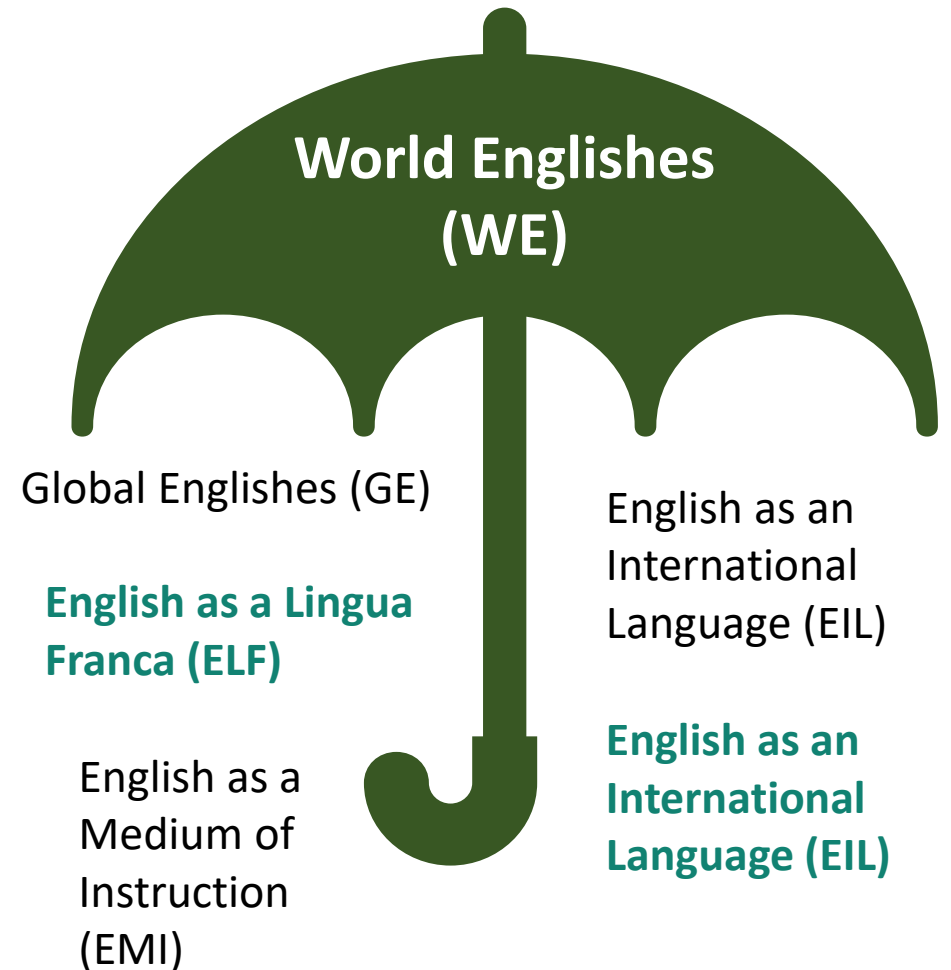 World Englishes
(WE)
Global Englishes (GE)
English as a Lingua
Franca (ELF)
English as a
Medium of
Instruction
(EMI)
English as an
International
Language (EIL)
English as an
International
Language (EIL)